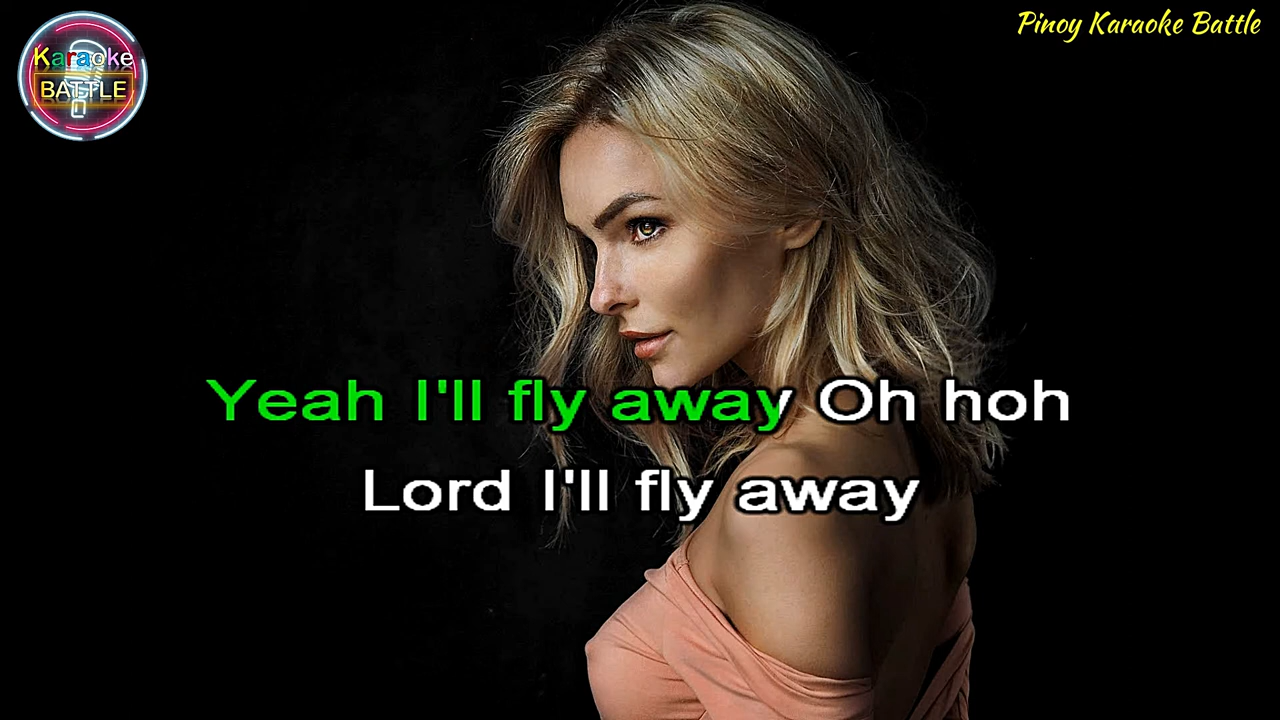 Karaoke
BATTLE
Pinoy Karaoke Battle
Yeah I'll fly away Oh hoh
Lord I'll fly away